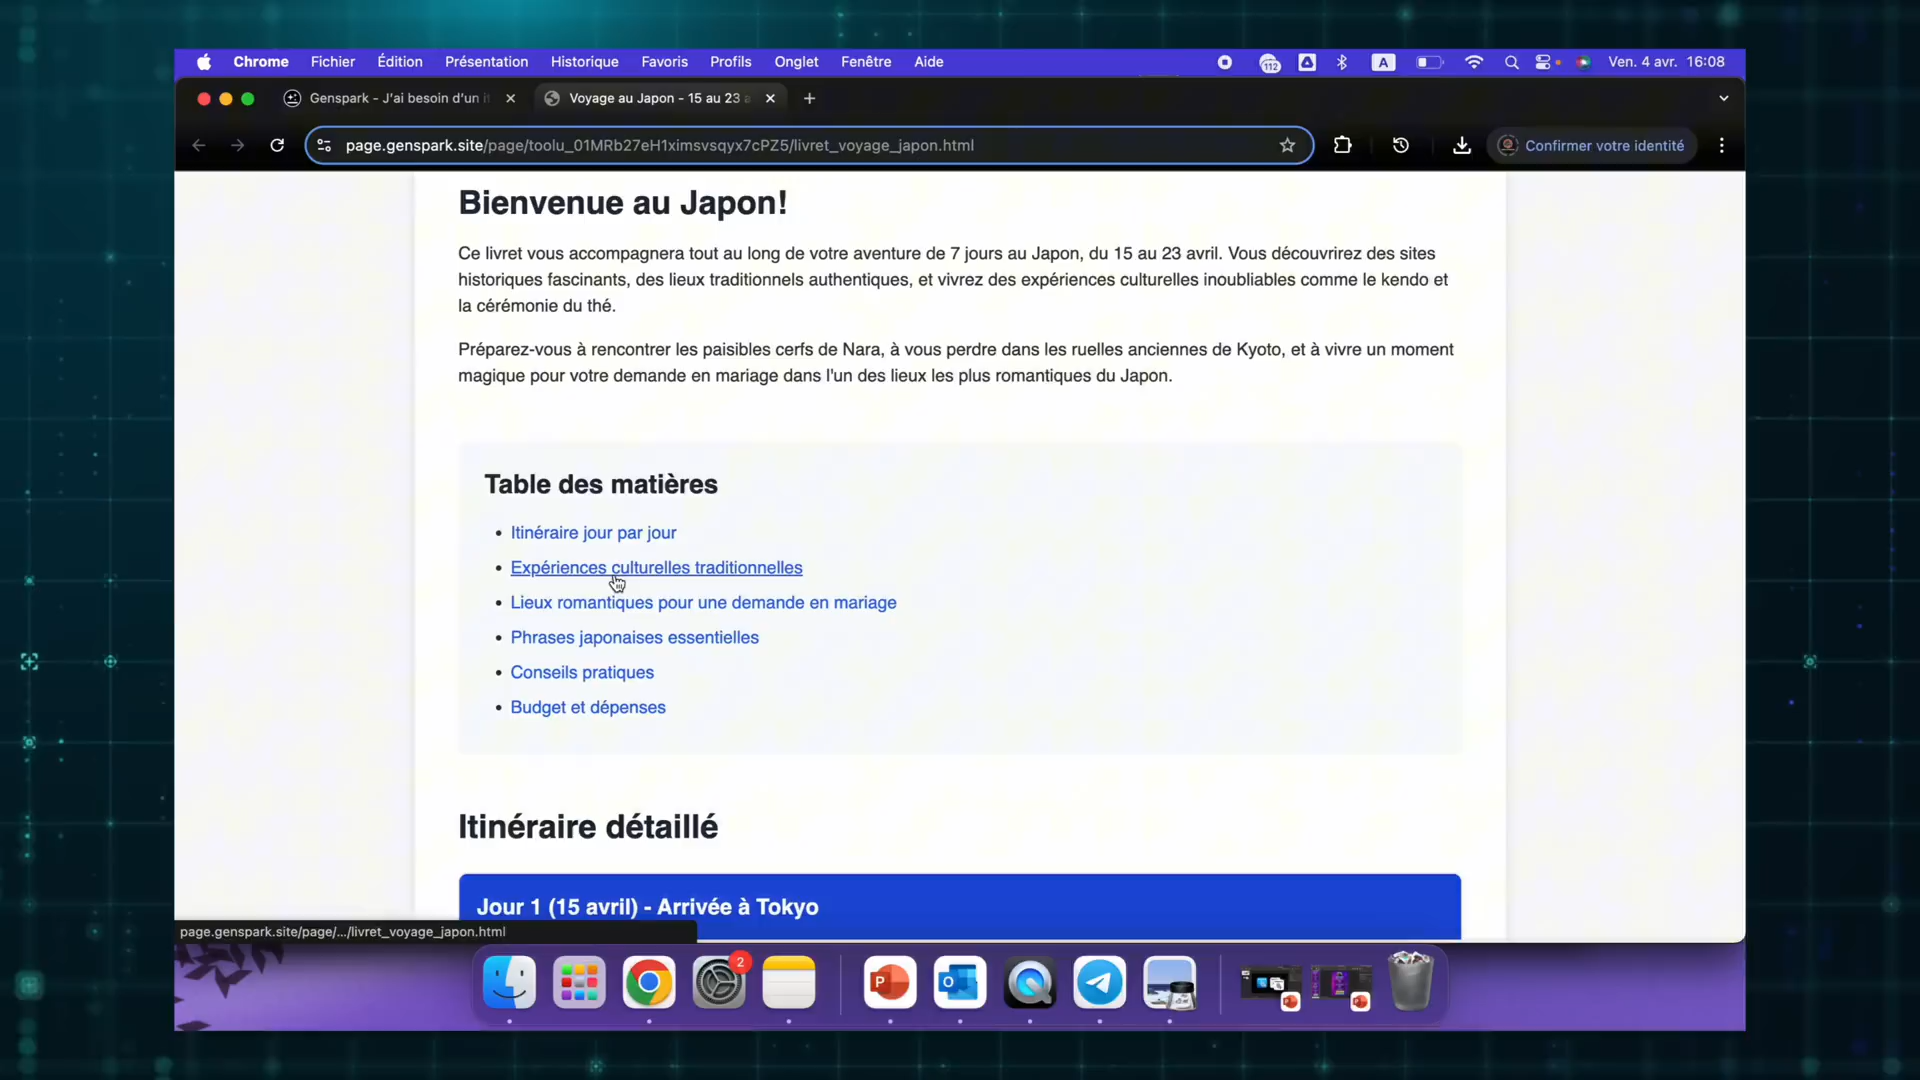 Chrome Fichier Édition Présentation Historique Favoris Profils Onglet Fenêtre Aide
112
A
Ven. 4 avr. 16:08
Genspark - J'ai besoin d'un
Voyage au Japon - 15 au 23
page.genspark.site/page/toolu_01MRb27eH1ximsvsqyx7cPZ5/livret_voyage_japon.html
Confirmer votre identité
Bienvenue au Japon!
Ce livret vous accompagnera tout au long de votre aventure de 7 jours au Japon, du 15 au 23 avril. Vous découvrirez des sites
historiques fascinants, des lieux traditionnels authentiques, et vivrez des expériences culturelles inoubliables comme le kendo et
la cérémonie du thé.
Préparez-vous à rencontrer les paisibles cerfs de Nara, à vous perdre dans les ruelles anciennes de Kyoto, et à vivre un moment
magique pour votre demande en mariage dans l'un des lieux les plus romantiques du Japon.
Table des matières
• Itinéraire jour par jour
• Expériences culturelles traditionnelles
• Lieux romantiques pour une demande en mariage
• Phrases japonaises essentielles
• Conseils pratiques
• Budget et dépenses
Itinéraire détaillé
Jour 1 (15 avril) - Arrivée à Tokyo
page.genspark.site/page/.../livret_voyage_japon.html
2
P
O
P
P